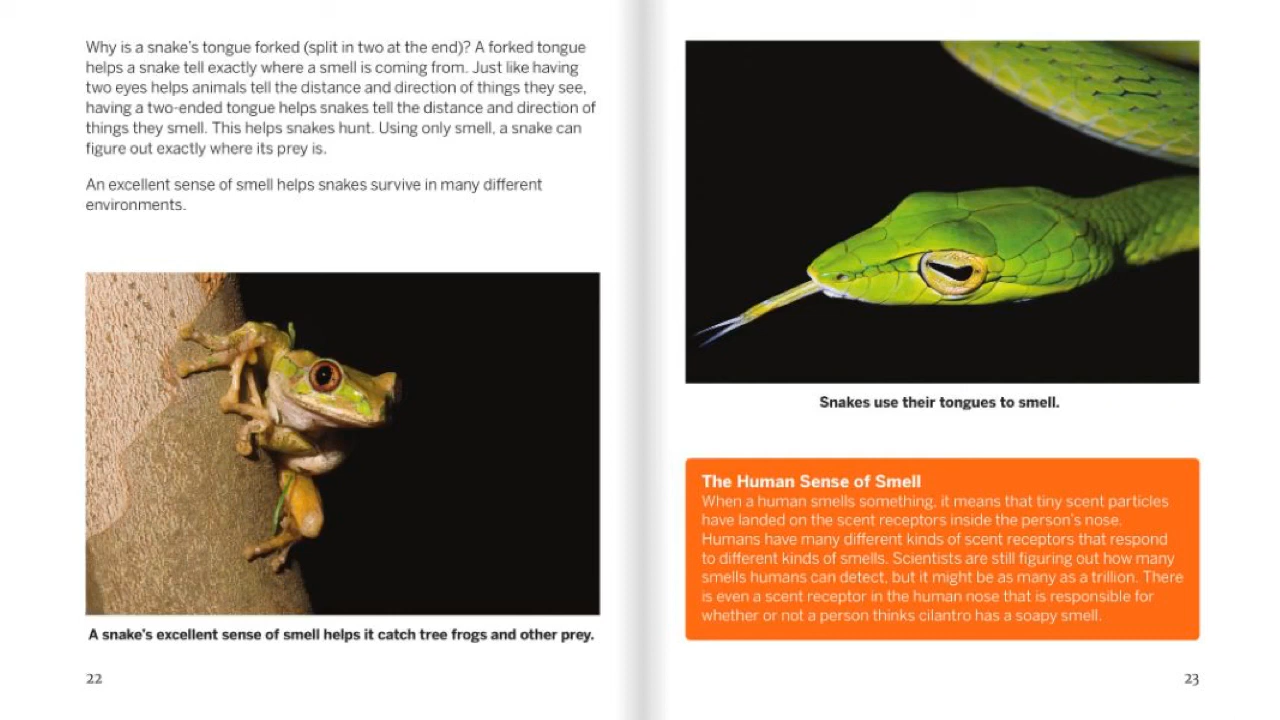 Why is a snake's tongue forked (split in two at the end)? A forked tongue
helps a snake tell exactly where a smell is coming from. Just like having
two eyes helps animals tell the distance and direction of things they see,
having a two-ended tongue helps snakes tell the distance and direction of
things they smell. This helps snakes hunt. Using only smell, a snake can
figure out exactly where its prey is.
An excellent sense of smell helps snakes survive in many different
environments.
A snake's excellent sense of smell helps it catch tree frogs and other prey.
22
Snakes use their tongues to smell.
The Human Sense of Smell
When a human smells something, it means that tiny scent particles
have landed on the scent receptors inside the person's nose.
Humans have many different kinds of scent receptors that respond
to different kinds of smells. Scientists are still figuring out how many
smells humans can detect, but it might be as many as a trillion. There
is even a scent receptor in the human nose that is responsible for
whether or not a person thinks cilantro has a soapy smell.
23